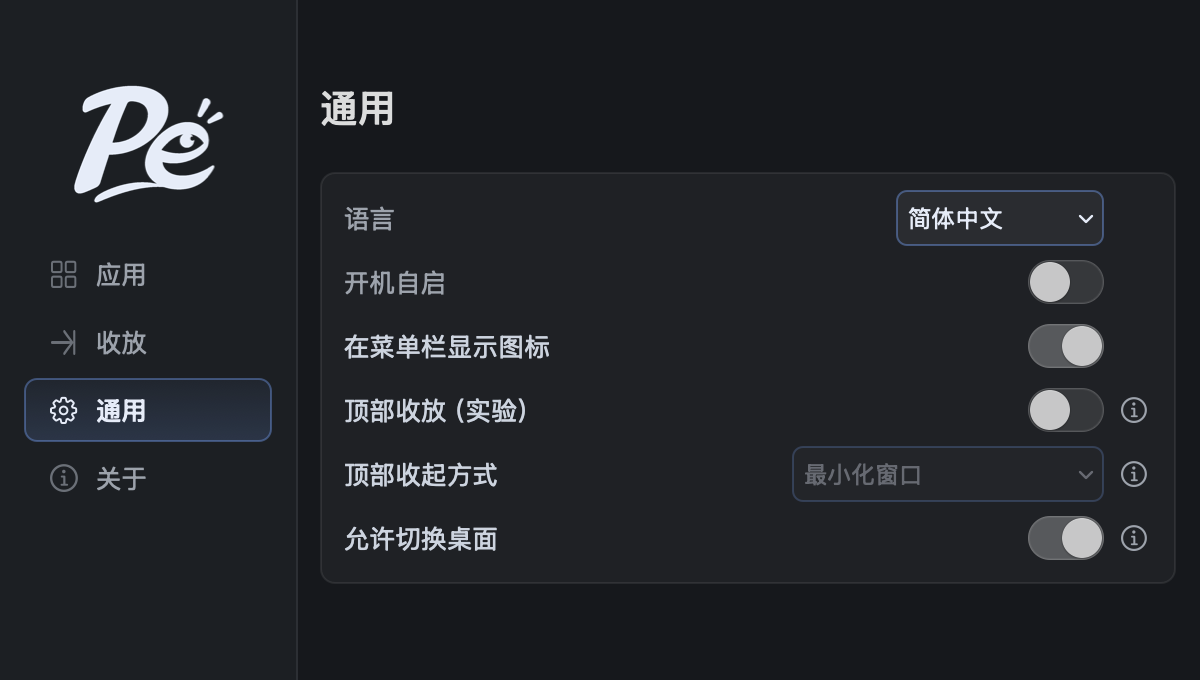 Pe
应用
收放
通用
关于
通用
语言
简体中文
开机自启
在菜单栏显示图标
顶部收放（实验）
顶部收起方式
最小化窗口
允许切换桌面